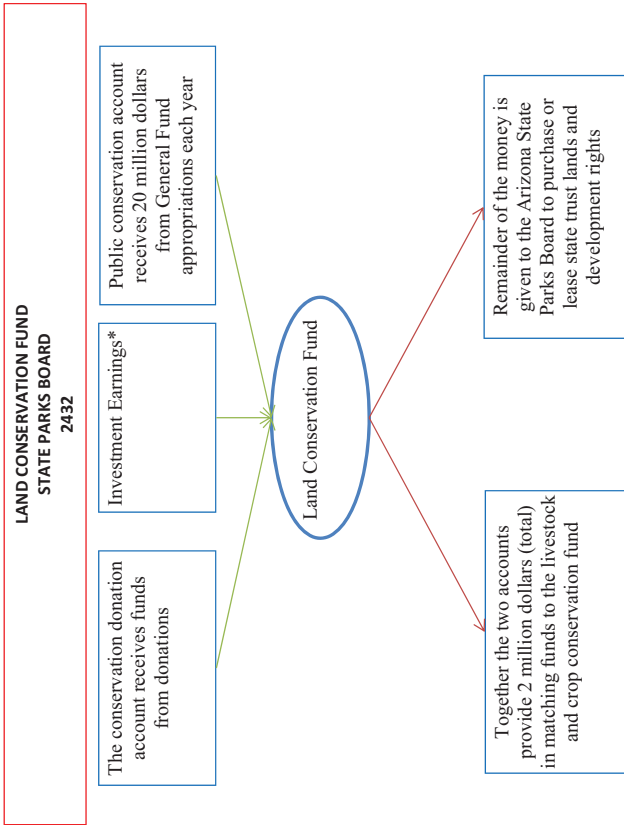 LAND CONSERVATION FUND
STATE PARKS BOARD
2432
The conservation donation
account receives funds
from donations
Investment Earnings*
Public conservation account
receives 20 million dollars
from General Fund
appropriations each year
Land Conservation Fund
Together the two accounts
provide 2 million dollars (total)
in matching funds to the livestock
and crop conservation fund
Remainder of the money is
given to the Arizona State
Parks Board to purchase or
lease state trust lands and
development rights